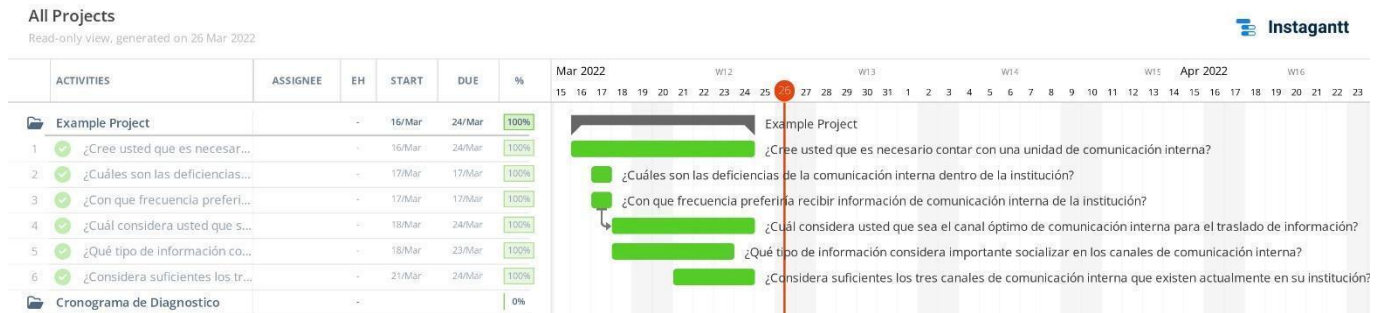 All Projects
Read-only view, generated on 26 Mar 2022
Instagantt
ACTIVITIES ASSIGNEE EH START DUE % Mar 2022 W12 W13 W14 W15 Apr 2022 W16
15 16 17 18 19 20 21 22 23 24 25 26 27 28 29 30 31 1 2 3 4 5 6 7 8 9 10 11 12 13 14 15 16 17 18 19 20 21 22 23
Example Project - 16/Mar 24/Mar 100% Example Project
1 ¿Cree usted que es necesar... - 16/Mar 24/Mar 100% ¿Cree usted que es necesario contar con una unidad de comunicación interna?
2 ¿Cuáles son las deficiencias... - 17/Mar 17/Mar 100% ¿Cuáles son las deficiencias de la comunicación interna dentro de la institución?
3 ¿Con que frecuencia preferi... - 17/Mar 17/Mar 100% ¿Con que frecuencia preferiría recibir información de comunicación interna de la institución?
4 ¿Cuál considera usted que s... - 18/Mar 24/Mar 100% ¿Cuál considera usted que sea el canal óptimo de comunicación interna para el traslado de información?
5 ¿Qué tipo de información co... - 18/Mar 23/Mar 100% ¿Qué tipo de información considera importante socializar en los canales de comunicación interna?
6 ¿Considera suficientes los tr... - 21/Mar 24/Mar 100% ¿Considera suficientes los tres canales de comunicación interna que existen actualmente en su institución?
Cronograma de Diagnostico - 0%